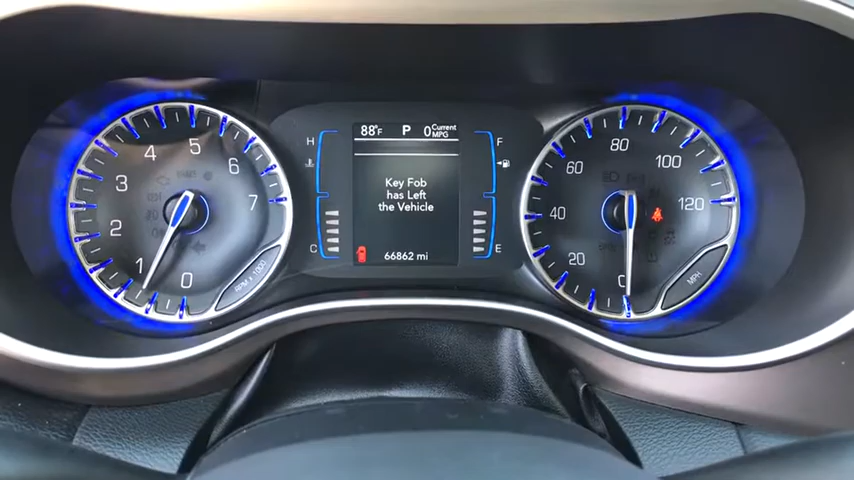 88°F P 0 Current MPG
Key Fob
has Left
the Vehicle
66862 mi
H
C
F
E
0
1
2
3
4
5
6
7
RPM x 1000
0
20
40
60
80
100
120
MPH